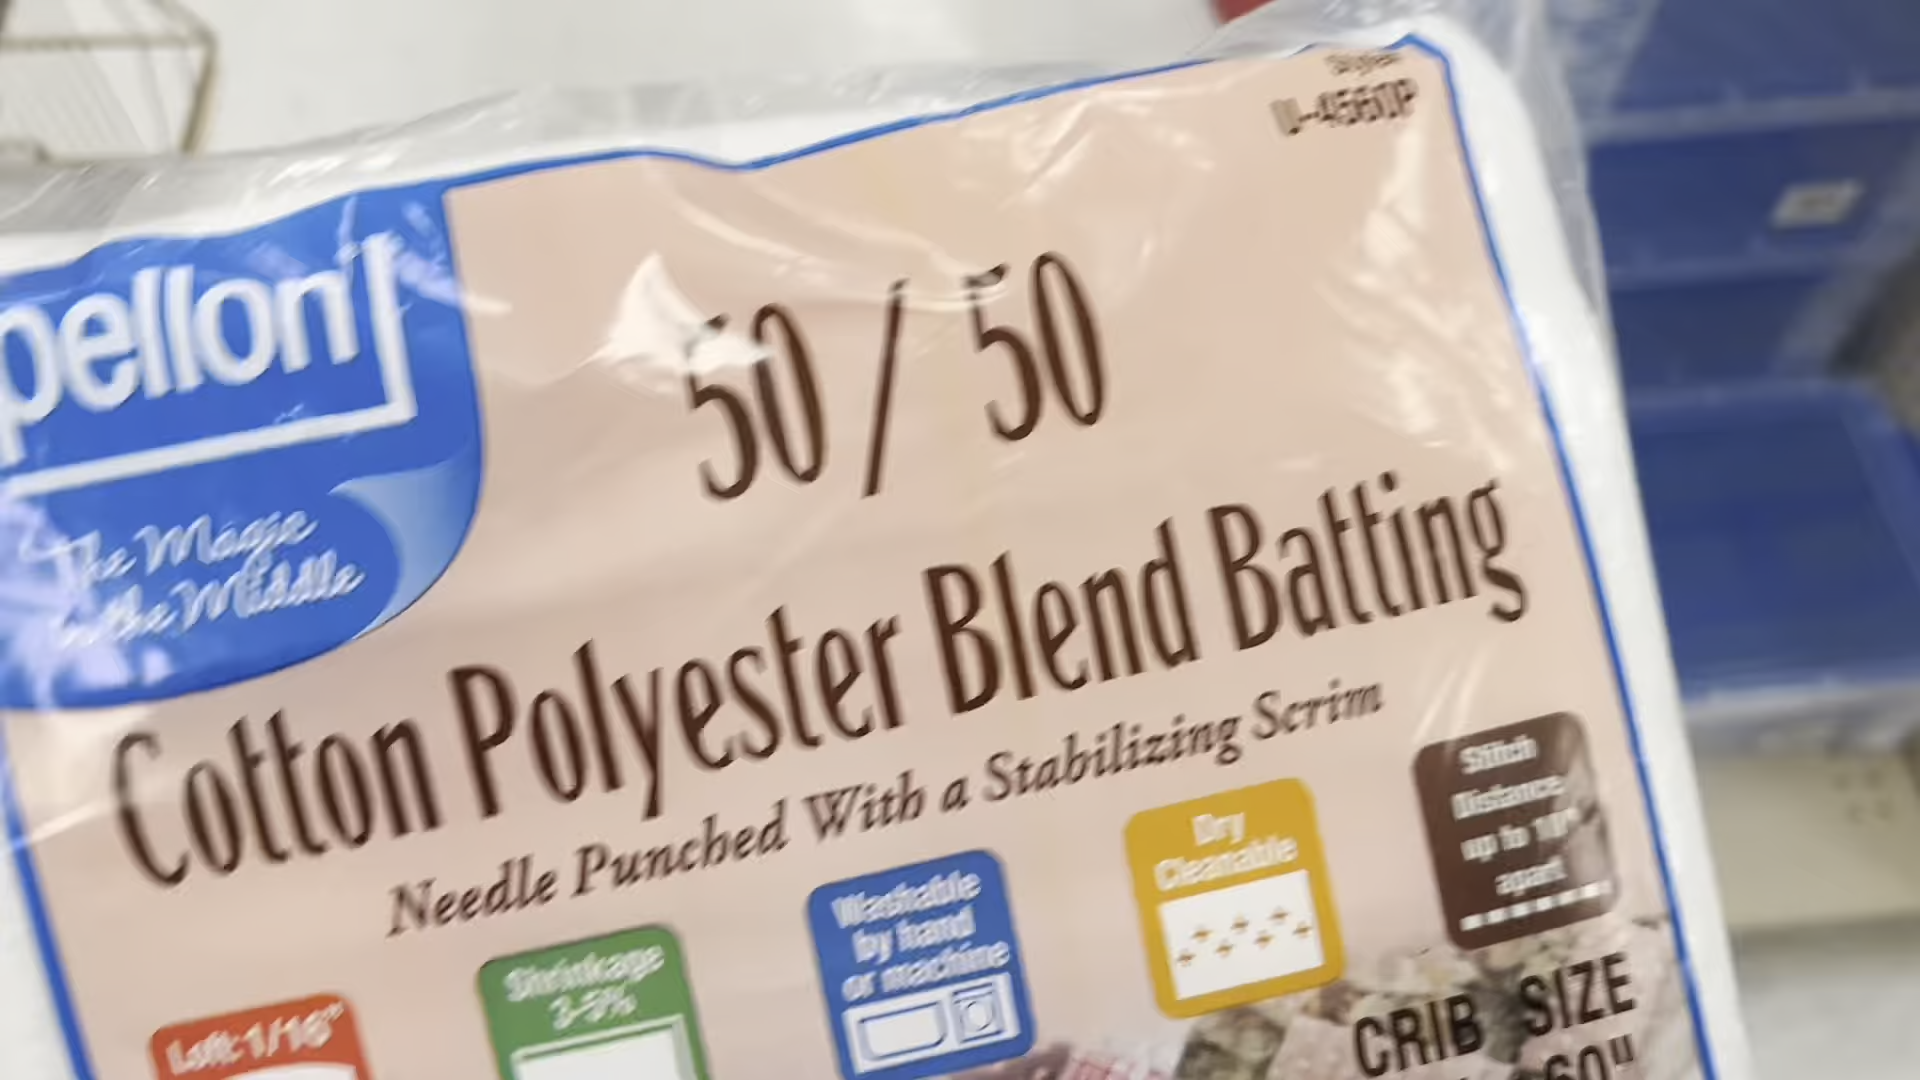 Style:
U-4560P
pellon
The Magic
in the Middle
50/50
Cotton Polyester Blend Batting
Needle Punched With a Stabilizing Scrim
Loft: 1/16"
Shrinkage
3-5%
Washable
by hand
or machine
Dry
Cleanable
Stitch
Distance
up to 10"
apart
CRIB SIZE
60"